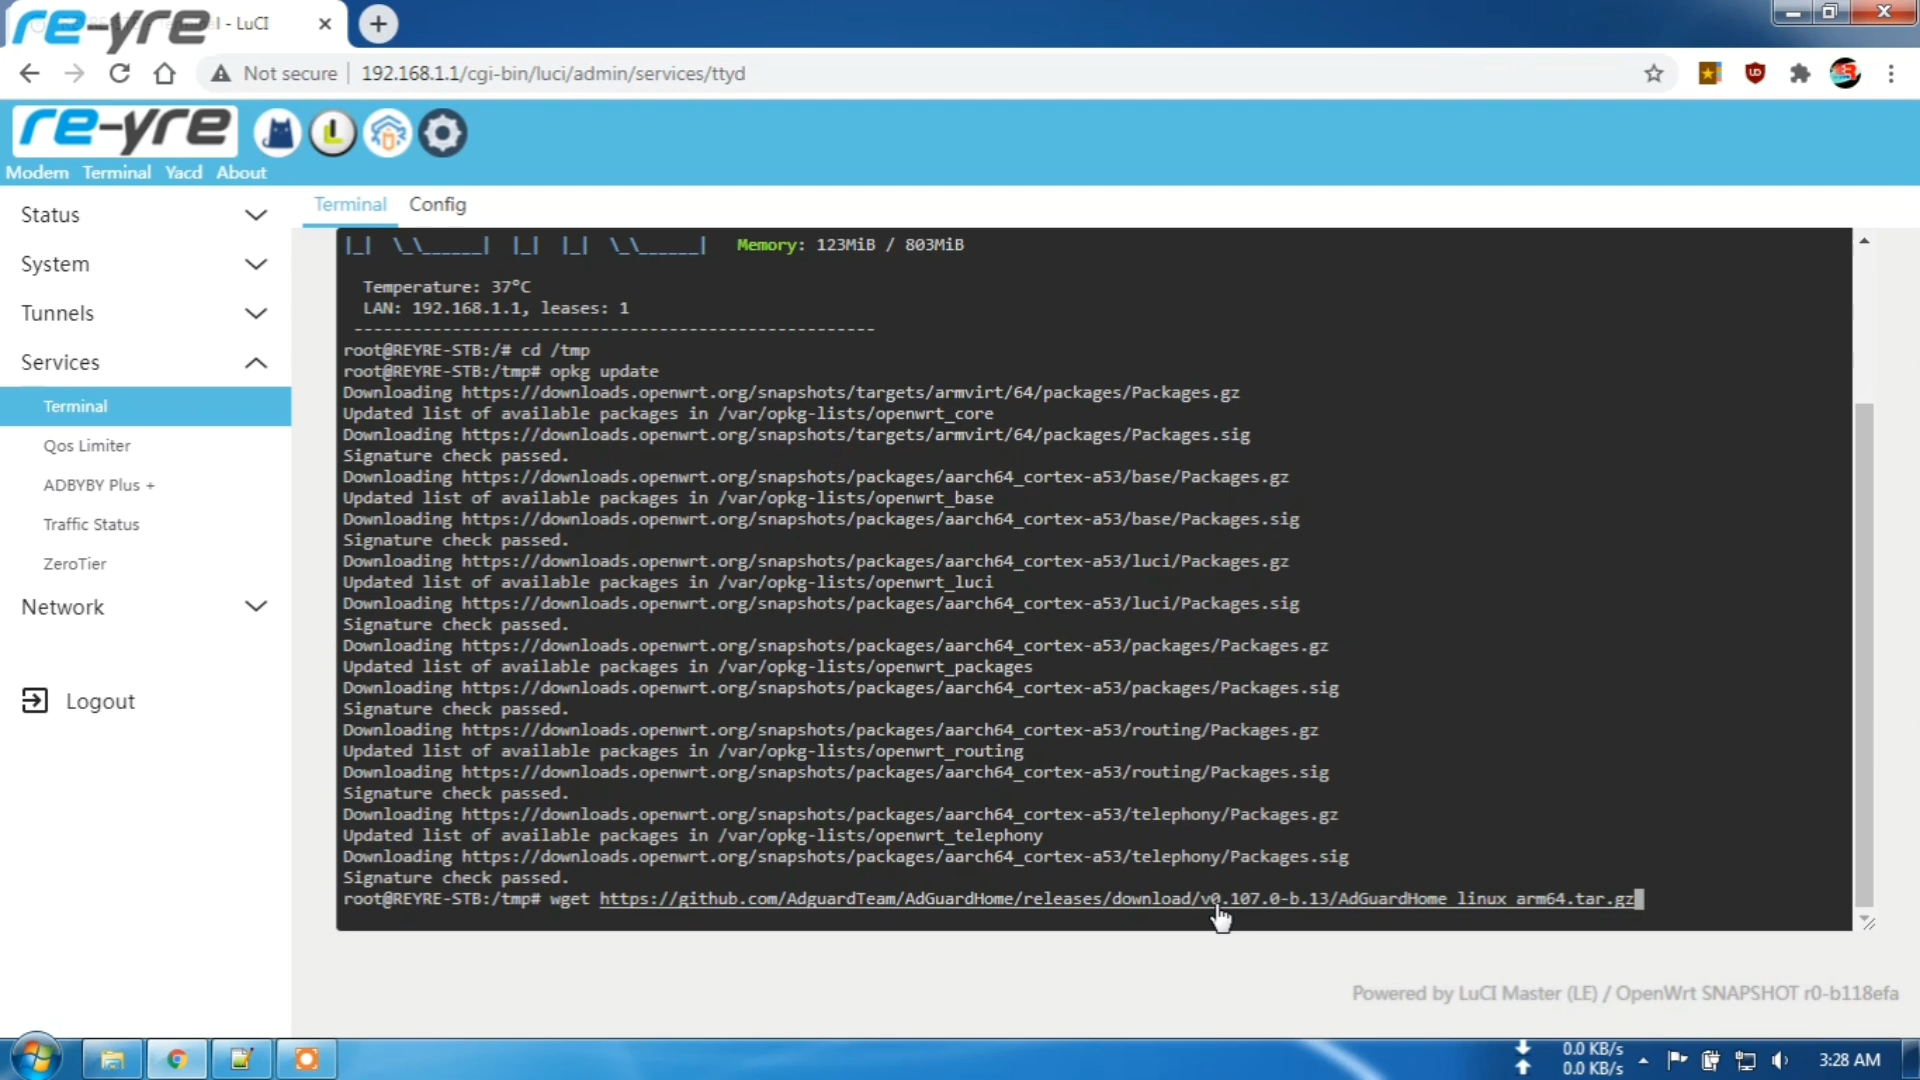 re-yre
l - LuCI
Not secure
192.168.1.1/cgi-bin/luci/admin/services/ttyd
re-yre
Modem Terminal Yacd About
Status
System
Tunnels
Services
Terminal
Qos Limiter
ADBYBY Plus +
Traffic Status
ZeroTier
Network
Logout
Terminal Config
|_|  \_\______|  |_|  |_|  \_\______|   Memory: 123MiB / 803MiB
Temperature: 37°C
LAN: 192.168.1.1, leases: 1
-----------------------------------------------------
root@REYRE-STB:/# cd /tmp
root@REYRE-STB:/tmp# opkg update
Downloading https://downloads.openwrt.org/snapshots/targets/armvirt/64/packages/Packages.gz
Updated list of available packages in /var/opkg-lists/openwrt_core
Downloading https://downloads.openwrt.org/snapshots/targets/armvirt/64/packages/Packages.sig
Signature check passed.
Downloading https://downloads.openwrt.org/snapshots/packages/aarch64_cortex-a53/base/Packages.gz
Updated list of available packages in /var/opkg-lists/openwrt_base
Downloading https://downloads.openwrt.org/snapshots/packages/aarch64_cortex-a53/base/Packages.sig
Signature check passed.
Downloading https://downloads.openwrt.org/snapshots/packages/aarch64_cortex-a53/luci/Packages.gz
Updated list of available packages in /var/opkg-lists/openwrt_luci
Downloading https://downloads.openwrt.org/snapshots/packages/aarch64_cortex-a53/luci/Packages.sig
Signature check passed.
Downloading https://downloads.openwrt.org/snapshots/packages/aarch64_cortex-a53/packages/Packages.gz
Updated list of available packages in /var/opkg-lists/openwrt_packages
Downloading https://downloads.openwrt.org/snapshots/packages/aarch64_cortex-a53/packages/Packages.sig
Signature check passed.
Downloading https://downloads.openwrt.org/snapshots/packages/aarch64_cortex-a53/routing/Packages.gz
Updated list of available packages in /var/opkg-lists/openwrt_routing
Downloading https://downloads.openwrt.org/snapshots/packages/aarch64_cortex-a53/routing/Packages.sig
Signature check passed.
Downloading https://downloads.openwrt.org/snapshots/packages/aarch64_cortex-a53/telephony/Packages.gz
Updated list of available packages in /var/opkg-lists/openwrt_telephony
Downloading https://downloads.openwrt.org/snapshots/packages/aarch64_cortex-a53/telephony/Packages.sig
Signature check passed.
root@REYRE-STB:/tmp# wget https://github.com/AdguardTeam/AdGuardHome/releases/download/v0.107.0-b.13/AdGuardHome_linux_arm64.tar.gz
Powered by LuCI Master (LE) / OpenWrt SNAPSHOT r0-b118efa
0.0 KB/s
0.0 KB/s
3:28 AM